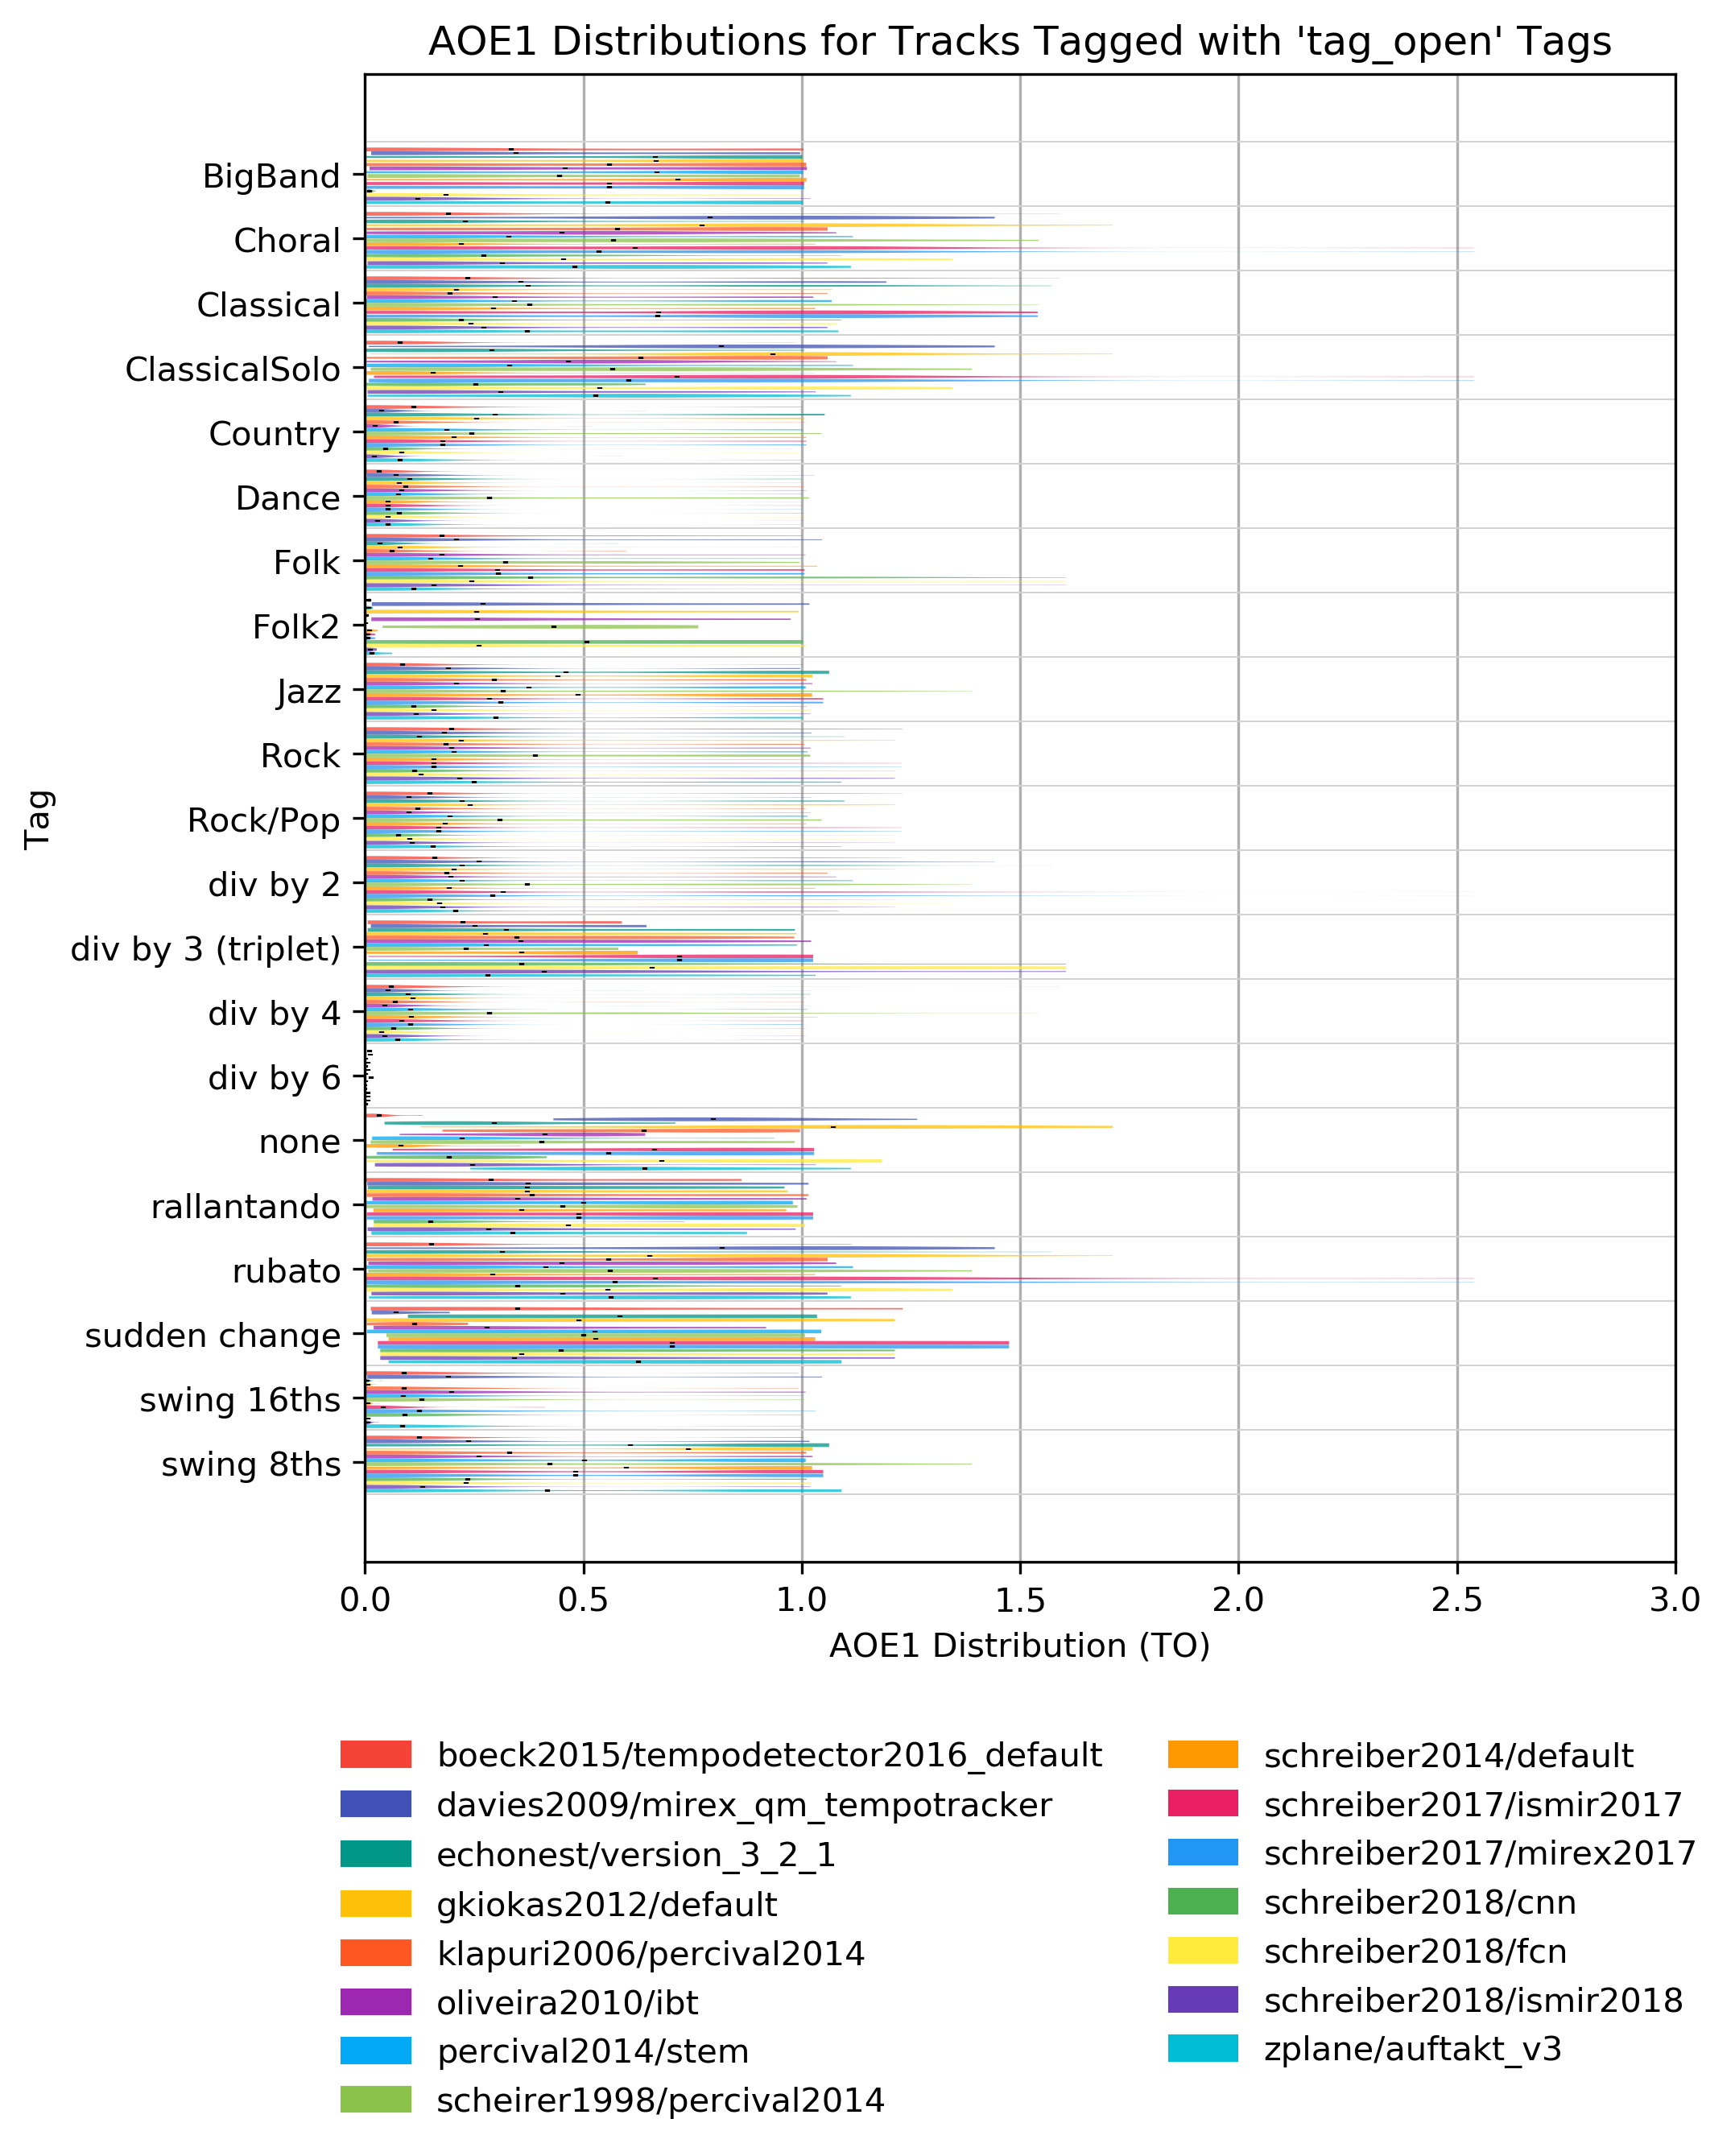 AOE1 Distributions for Tracks Tagged with 'tag_open' Tags
BigBand
Choral
Classical
ClassicalSolo
Country
Dance
Folk
Folk2
Jazz
Rock
Rock/Pop
div by 2
div by 3 (triplet)
div by 4
div by 6
none
rallantando
rubato
sudden change
swing 16ths
swing 8ths
Tag
0.0 0.5 1.0 1.5 2.0 2.5 3.0
AOE1 Distribution (TO)
boeck2015/tempodetector2016_default
davies2009/mirex_qm_tempotracker
echonest/version_3_2_1
gkiokas2012/default
klapuri2006/percival2014
oliveira2010/ibt
percival2014/stem
scheirer1998/percival2014
schreiber2014/default
schreiber2017/ismir2017
schreiber2017/mirex2017
schreiber2018/cnn
schreiber2018/fcn
schreiber2018/ismir2018
zplane/auftakt_v3